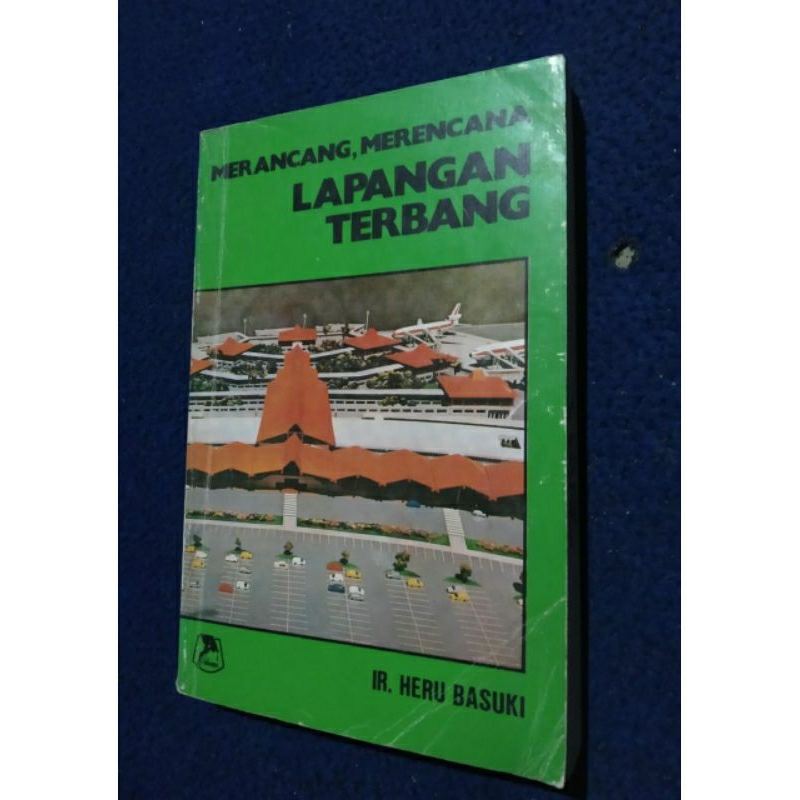 MERANCANG, MERENCANA
LAPANGAN
TERBANG
IR. HERU BASUKI